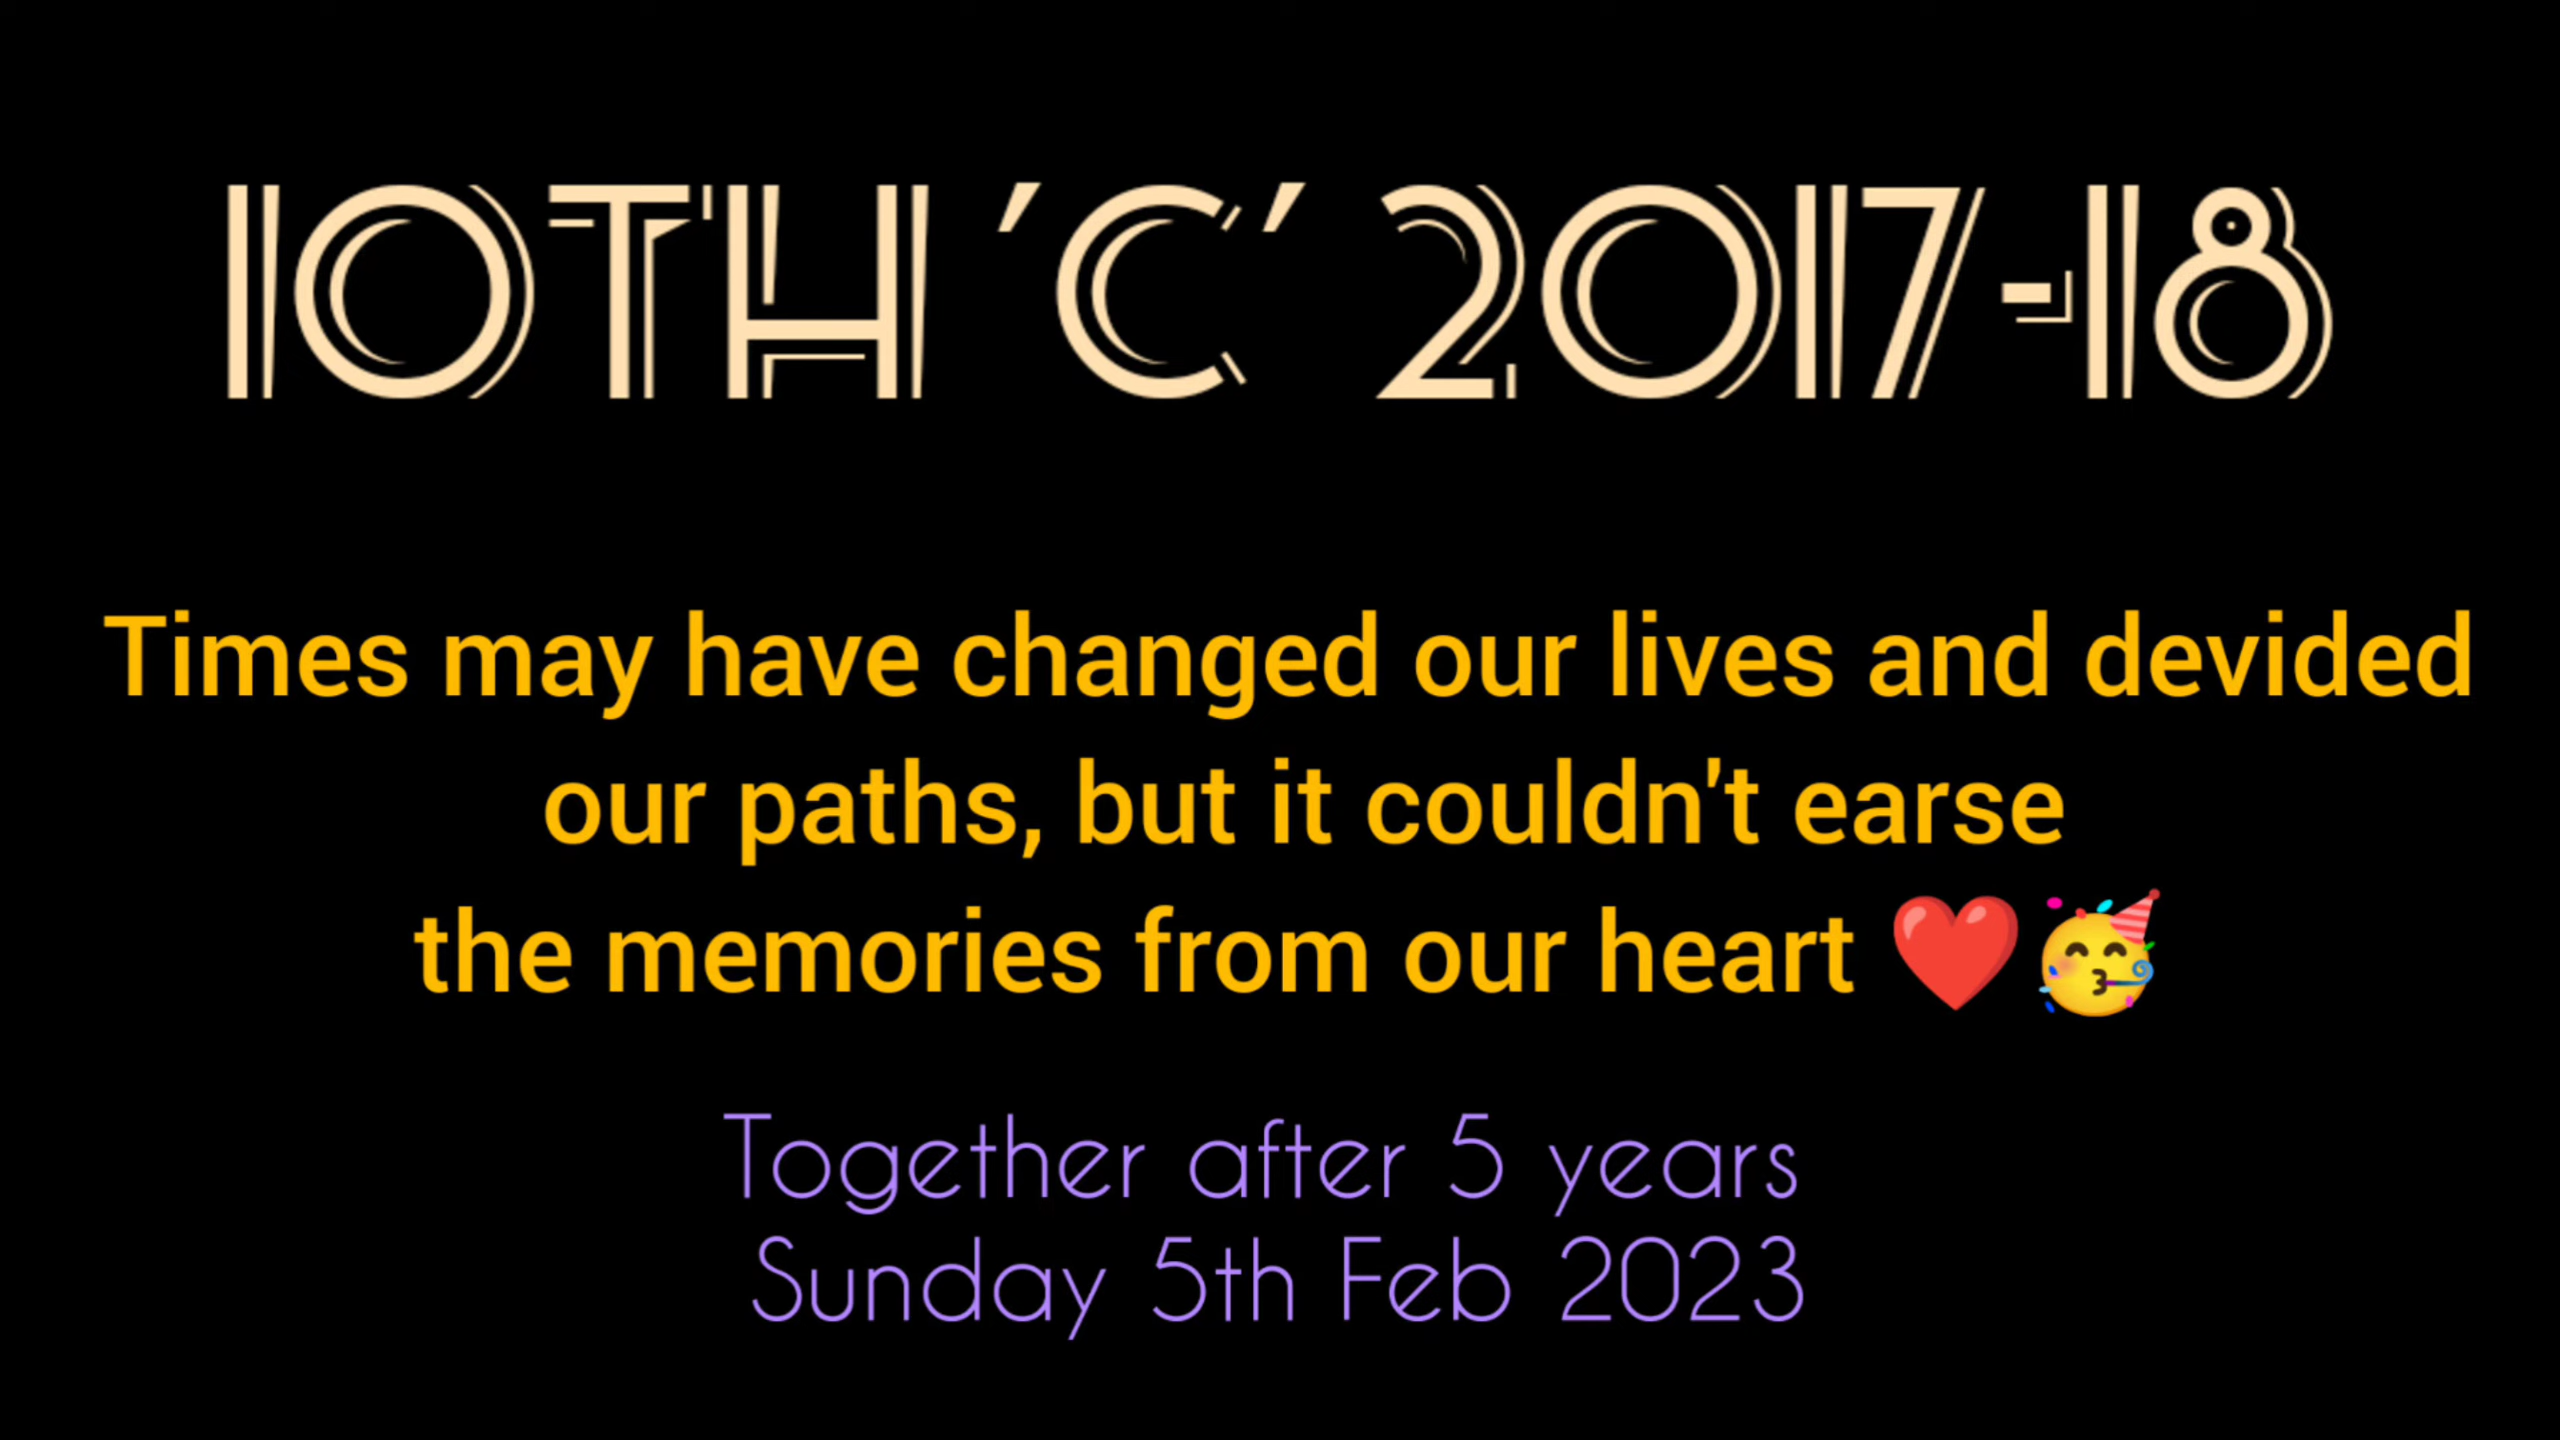 10TH 'C' 2017-18
Times may have changed our lives and devided
our paths, but it couldn't earse
the memories from our heart ❤️🥳
Together after 5 years
Sunday 5th Feb 2023